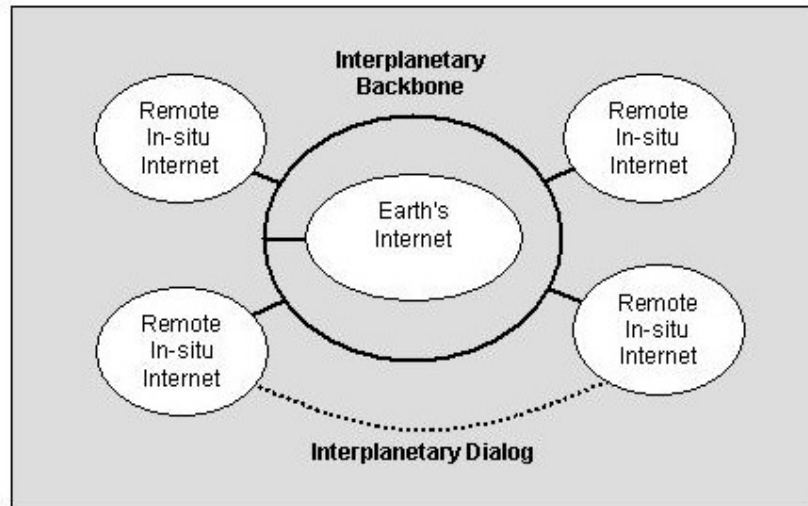 Interplanetary
Backbone
Remote
In-situ
Internet
Remote
In-situ
Internet
Earth's
Internet
Remote
In-situ
Internet
Remote
In-situ
Internet
Interplanetary Dialog